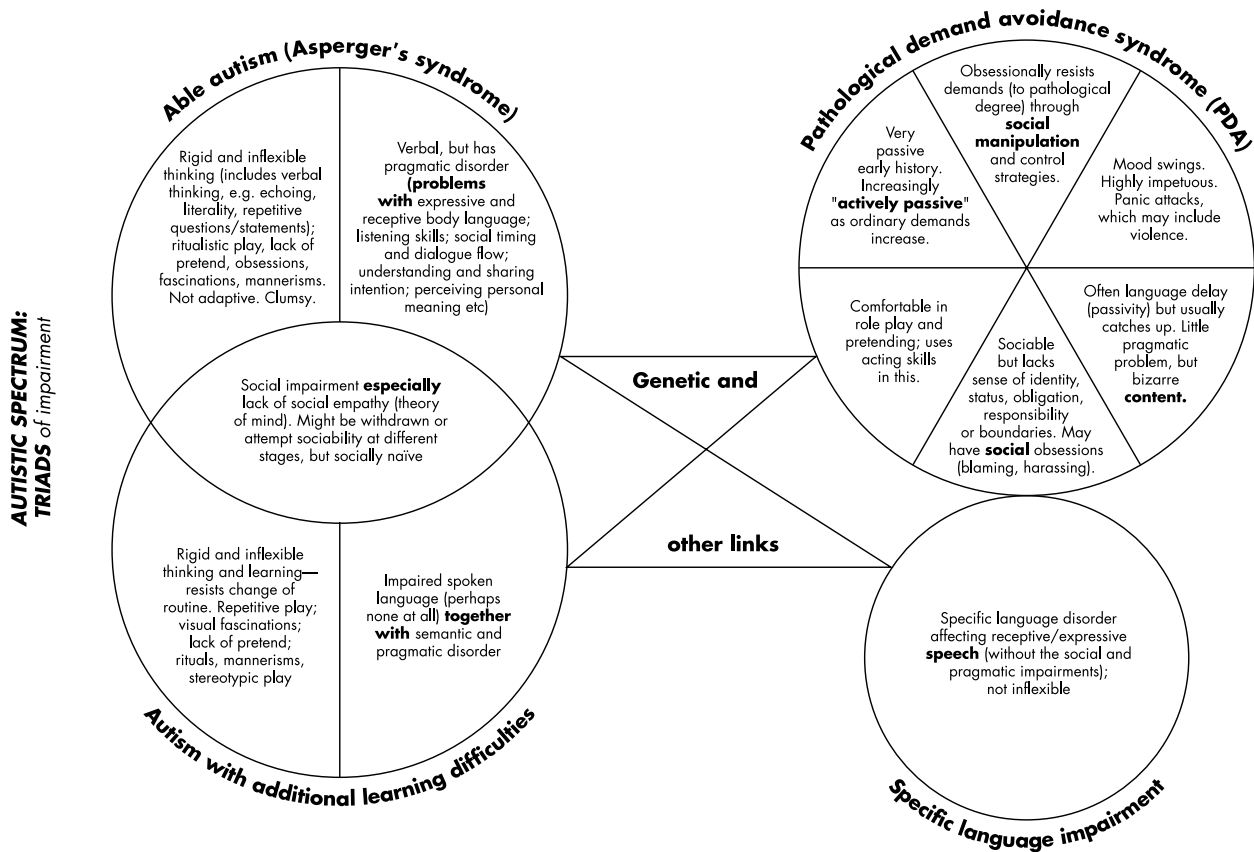 AUTISTIC SPECTRUM:
TRIADS of impairment
Able autism (Asperger's syndrome)
Rigid and inflexible
thinking (includes verbal
thinking, e.g. echoing,
literality, repetitive
questions/statements);
ritualistic play, lack of
pretend, obsessions,
fascinations, mannerisms.
Not adaptive. Clumsy.
Verbal, but has
pragmatic disorder
(problems
with expressive and
receptive body language;
listening skills; social timing
and dialogue flow;
understanding and sharing
intention; perceiving personal
meaning etc)
Social impairment especially
lack of social empathy (theory
of mind). Might be withdrawn or
attempt sociability at different
stages, but socially naïve
Rigid and inflexible
thinking and learning—
resists change of
routine. Repetitive play;
visual fascinations;
lack of pretend;
rituals, mannerisms,
stereotypic play
Impaired spoken
language (perhaps
none at all) together
with semantic and
pragmatic disorder
Autism with additional learning difficulties
Genetic and
other links
Pathological demand avoidance syndrome (PDA)
Very
passive
early history.
Increasingly
"actively passive"
as ordinary demands
increase.
Obsessionally resists
demands (to pathological
degree) through
social
manipulation
and control
strategies.
Mood swings.
Highly impetuous.
Panic attacks,
which may include
violence.
Comfortable in
role play and
pretending; uses
acting skills
in this.
Sociable
but lacks
sense of identity,
status, obligation,
responsibility
or boundaries. May
have social obsessions
(blaming, harassing).
Often language delay
(passivity) but usually
catches up. Little
pragmatic
problem, but
bizarre
content.
Specific language disorder
affecting receptive/expressive
speech (without the social and
pragmatic impairments);
not inflexible
Specific language impairment